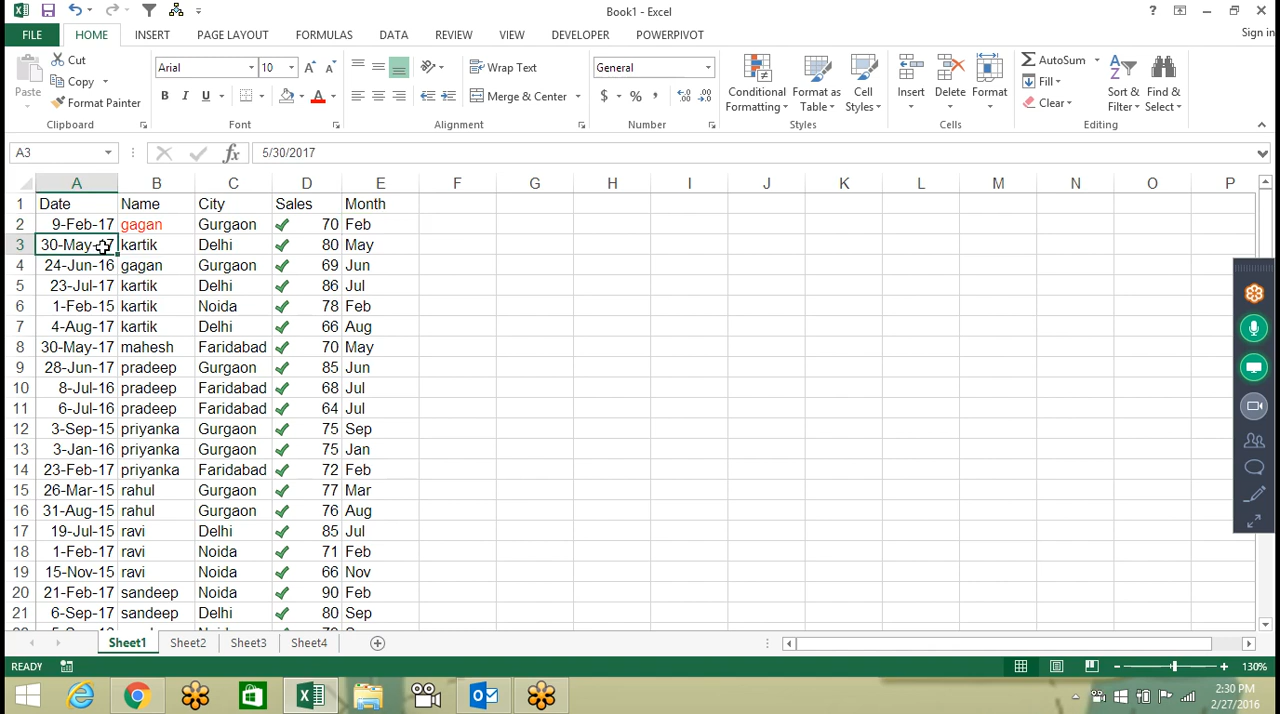 Book1 - Excel
?
Sign in
FILE HOME INSERT PAGE LAYOUT FORMULAS DATA REVIEW VIEW DEVELOPER POWERPIVOT
Paste
Cut
Copy
Format Painter
Clipboard
Arial 10
B I U
Font
Wrap Text
Merge & Center
Alignment
General
$ % ,
Number
Conditional Formatting
Format as Table
Cell Styles
Styles
Insert
Delete
Format
Cells
AutoSum
Fill
Clear
Sort & Filter
Find & Select
Editing
A3 fx 5/30/2017
A B C D E F G H I J K L M N O P
1 Date Name City Sales Month
2 9-Feb-17 gagan Gurgaon 70 Feb
3 30-May-17 kartik Delhi 80 May
4 24-Jun-16 gagan Gurgaon 69 Jun
5 23-Jul-17 kartik Delhi 86 Jul
6 1-Feb-15 kartik Noida 78 Feb
7 4-Aug-17 kartik Delhi 66 Aug
8 30-May-17 mahesh Faridabad 70 May
9 28-Jun-17 pradeep Gurgaon 85 Jun
10 8-Jul-16 pradeep Faridabad 68 Jul
11 6-Jul-16 pradeep Faridabad 64 Jul
12 3-Sep-15 priyanka Gurgaon 75 Sep
13 3-Jan-16 priyanka Gurgaon 75 Jan
14 23-Feb-17 priyanka Faridabad 72 Feb
15 26-Mar-15 rahul Gurgaon 77 Mar
16 31-Aug-15 rahul Gurgaon 76 Aug
17 19-Jul-15 ravi Delhi 85 Jul
18 1-Feb-17 ravi Noida 71 Feb
19 15-Nov-15 ravi Noida 66 Nov
20 21-Feb-17 sandeep Noida 90 Feb
21 6-Sep-17 sandeep Delhi 80 Sep
Sheet1 Sheet2 Sheet3 Sheet4
READY
130%
2:30 PM
2/27/2016